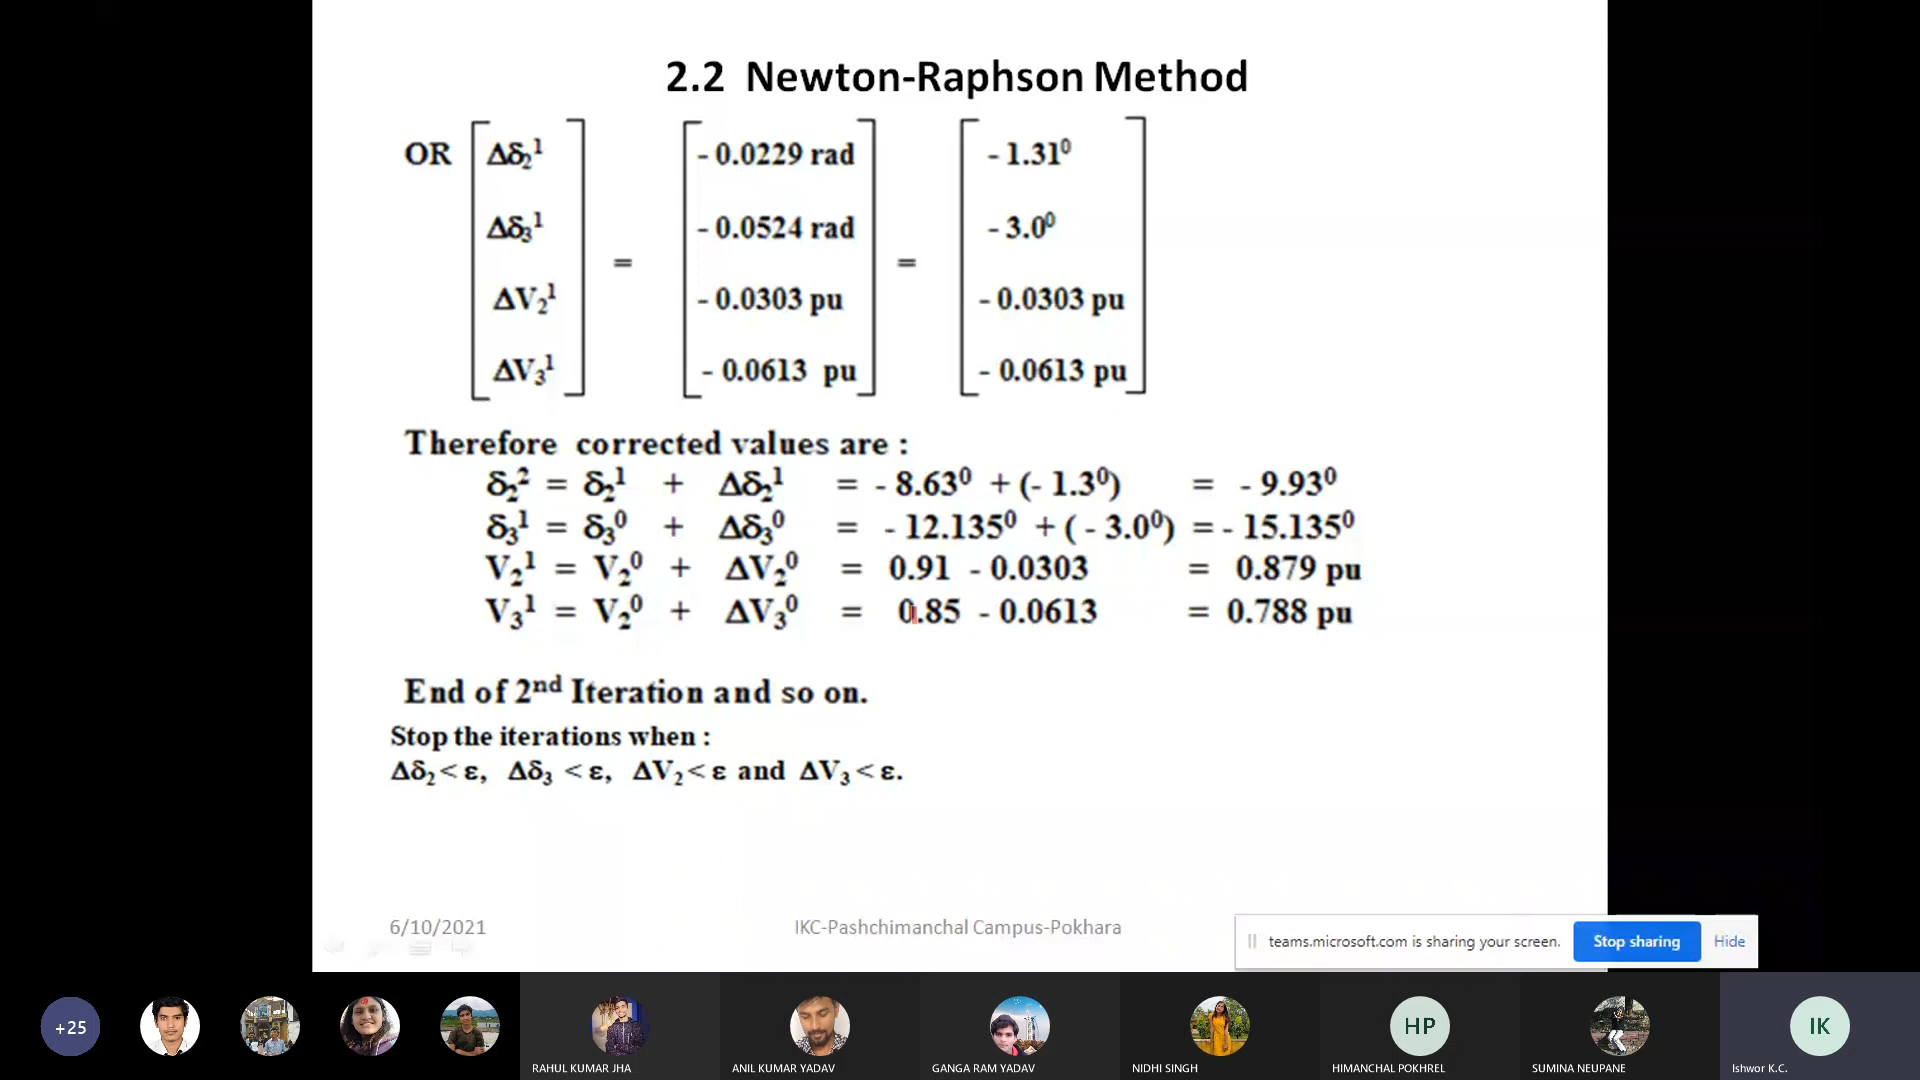 2.2 Newton-Raphson Method
OR Δδ₂¹ - 0.0229 rad - 1.31⁰
Δδ₃¹ - 0.0524 rad - 3.0⁰
= =
ΔV₂¹ - 0.0303 pu - 0.0303 pu
ΔV₃¹ - 0.0613 pu - 0.0613 pu
Therefore corrected values are :
δ₂² = δ₂¹ + Δδ₂¹ = - 8.63⁰ + (- 1.3⁰) = - 9.93⁰
δ₃¹ = δ₃⁰ + Δδ₃⁰ = - 12.135⁰ + ( - 3.0⁰) = - 15.135⁰
V₂¹ = V₂⁰ + ΔV₂⁰ = 0.91 - 0.0303 = 0.879 pu
V₃¹ = V₂⁰ + ΔV₃⁰ = 0.85 - 0.0613 = 0.788 pu
End of 2ⁿᵈ Iteration and so on.
Stop the iterations when :
Δδ₂ < ε, Δδ₃ < ε, ΔV₂ < ε and ΔV₃ < ε.
6/10/2021 IKC-Pashchimanchal Campus-Pokhara
teams.microsoft.com is sharing your screen. Stop sharing Hide
+25 HP IK
RAHUL KUMAR JHA ANIL KUMAR YADAV GANGA RAM YADAV NIDHI SINGH HIMANCHAL POKHREL SUMINA NEUPANE Ishwor K.C.